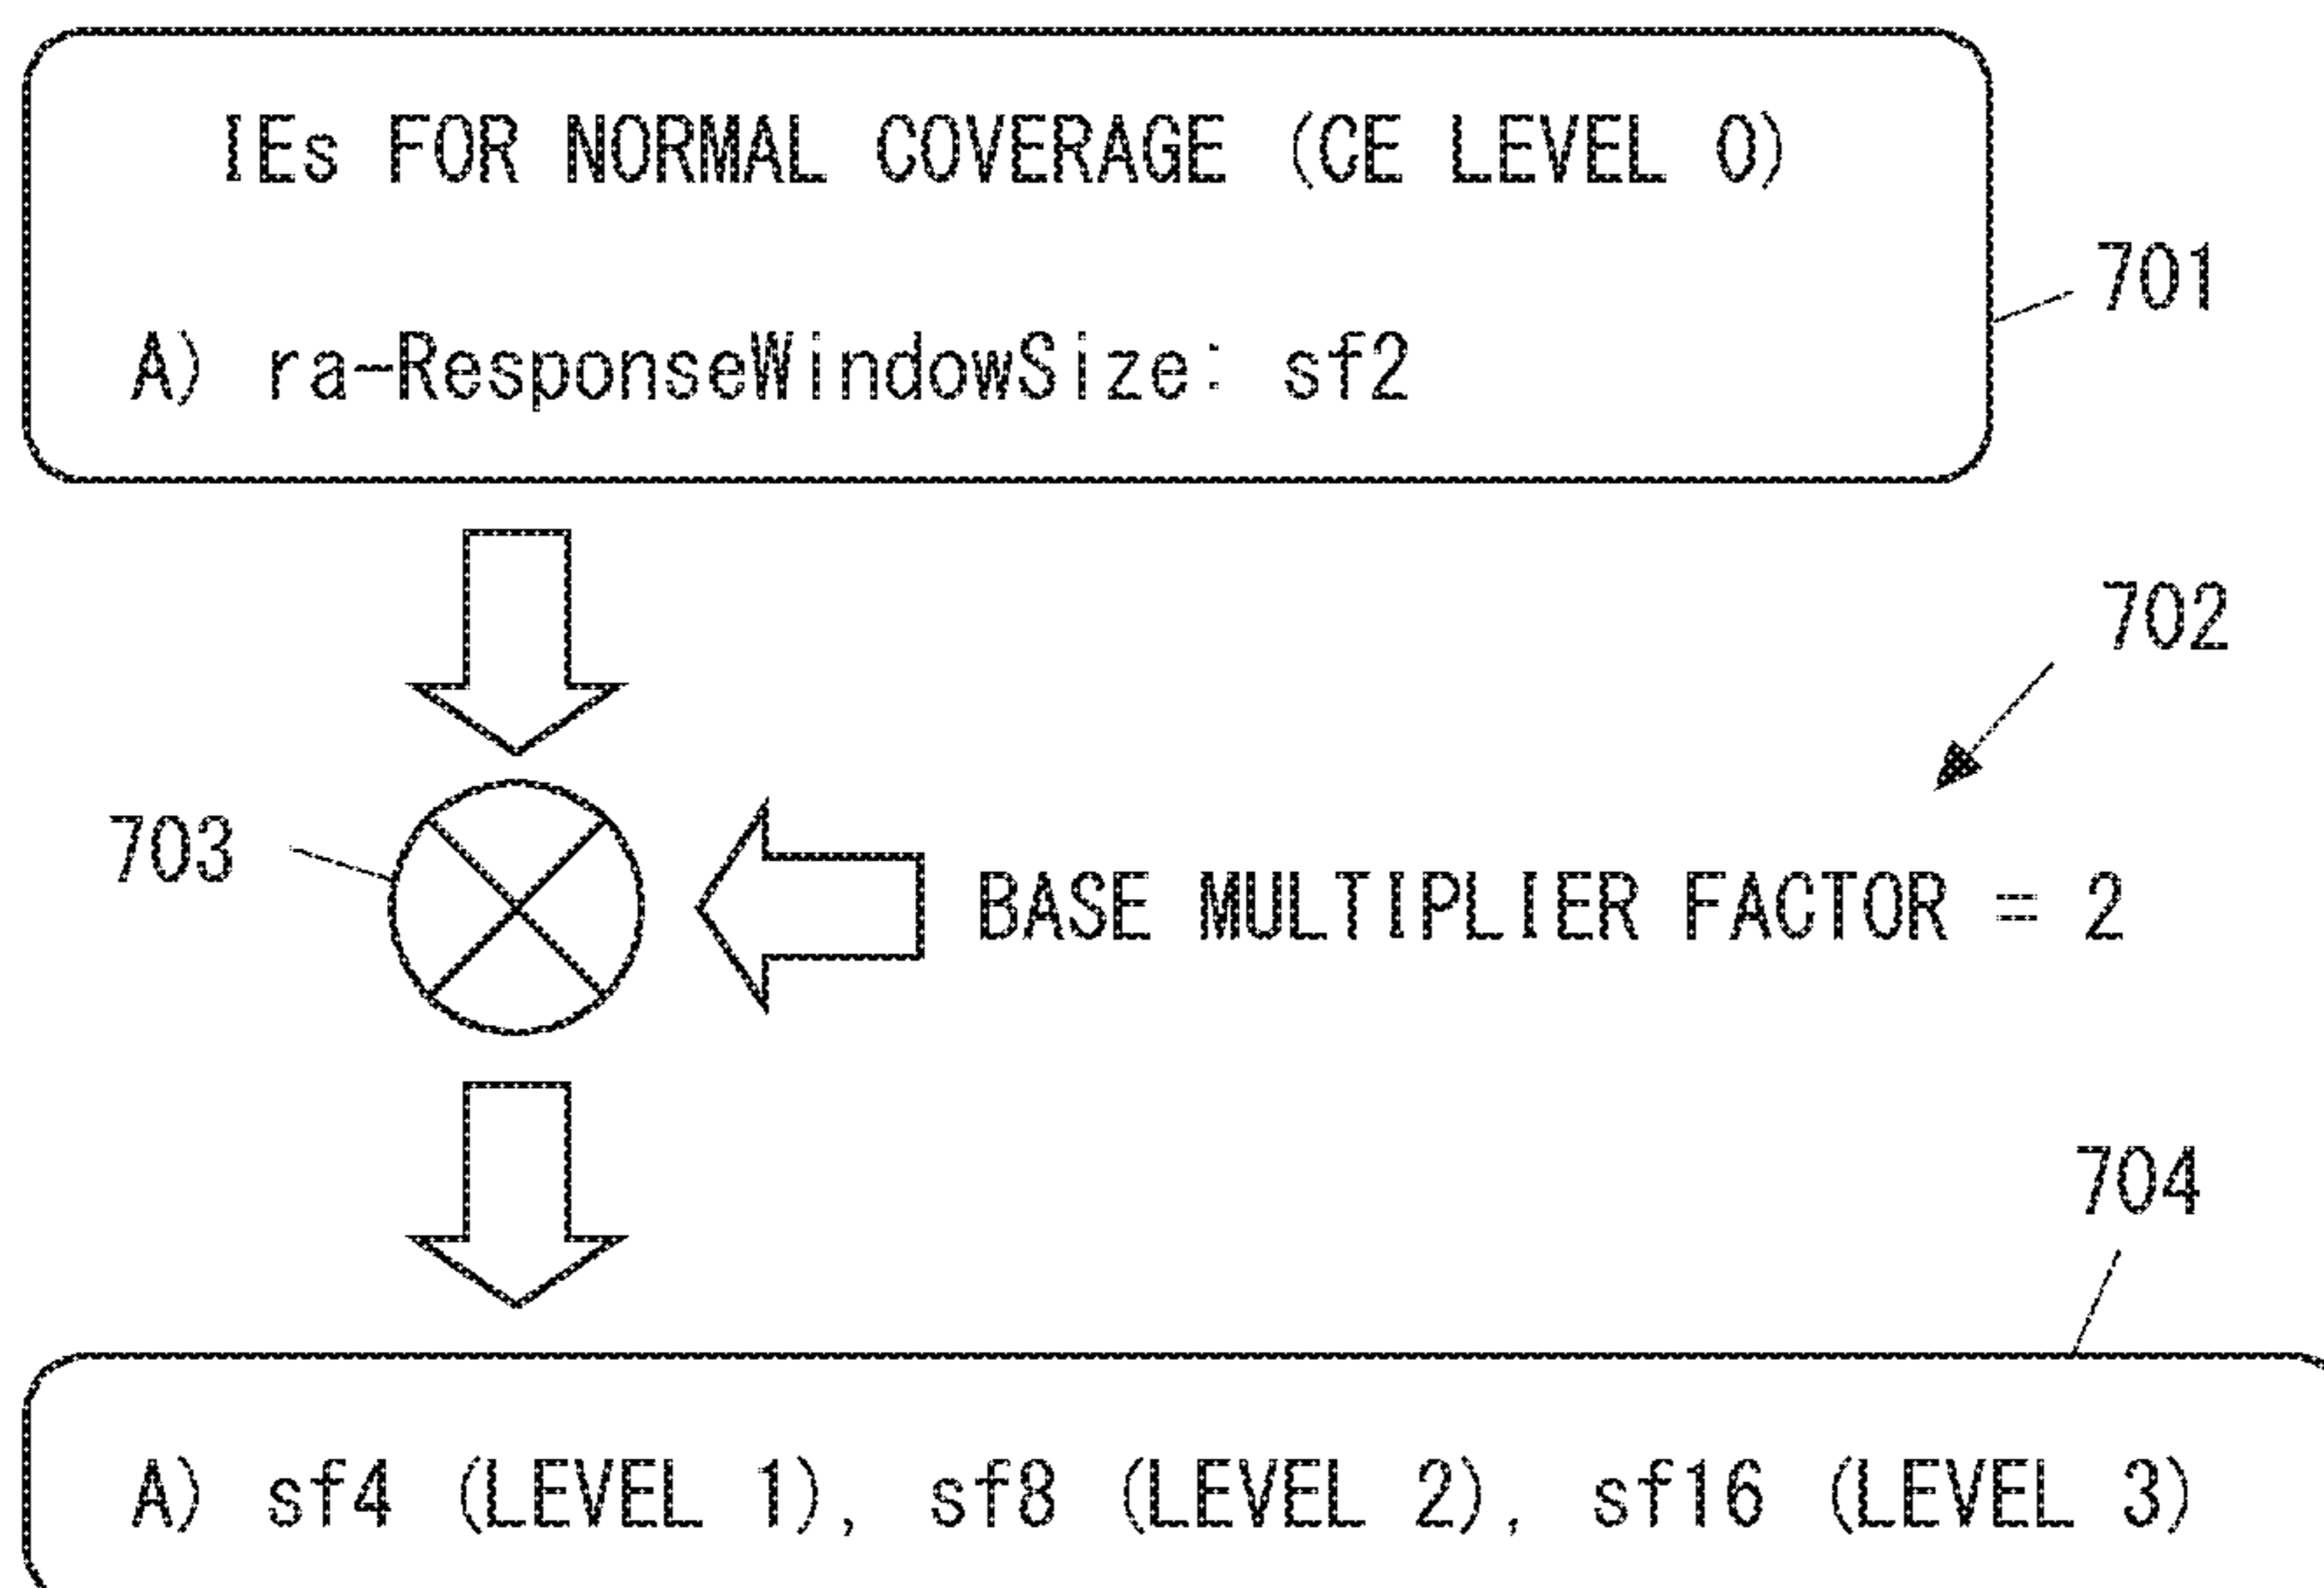 IEs FOR NORMAL COVERAGE (CE LEVEL 0)
701
A) ra-ResponseWindowSize: sf2
702
703
BASE MULTIPLIER FACTOR = 2
704
A) sf4 (LEVEL 1), sf8 (LEVEL 2), sf16 (LEVEL 3)